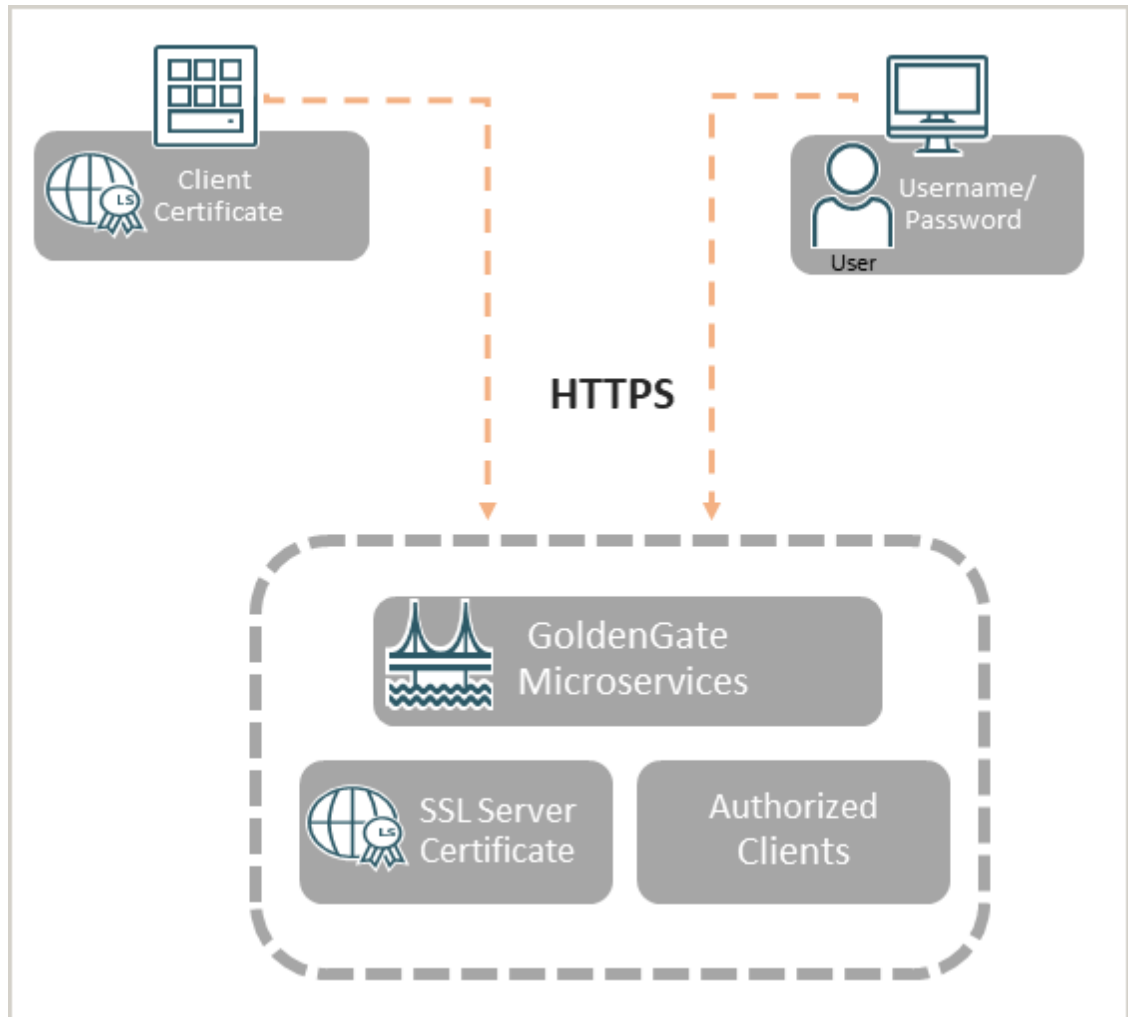 Client
Certificate
LS
Username/
Password
User
HTTPS
GoldenGate
Microservices
SSL Server
Certificate
LS
Authorized
Clients